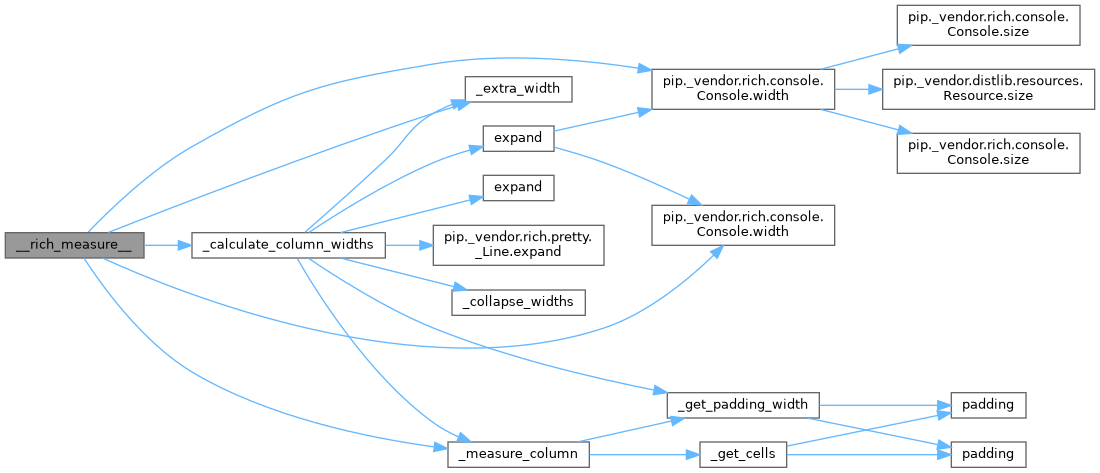 __rich_measure__
_calculate_column_widths
_extra_width
expand
expand
pip._vendor.rich.pretty.
_Line.expand
_collapse_widths
_measure_column
pip._vendor.rich.console.
Console.width
pip._vendor.rich.console.
Console.width
_get_padding_width
_get_cells
pip._vendor.rich.console.
Console.size
pip._vendor.distlib.resources.
Resource.size
pip._vendor.rich.console.
Console.size
padding
padding